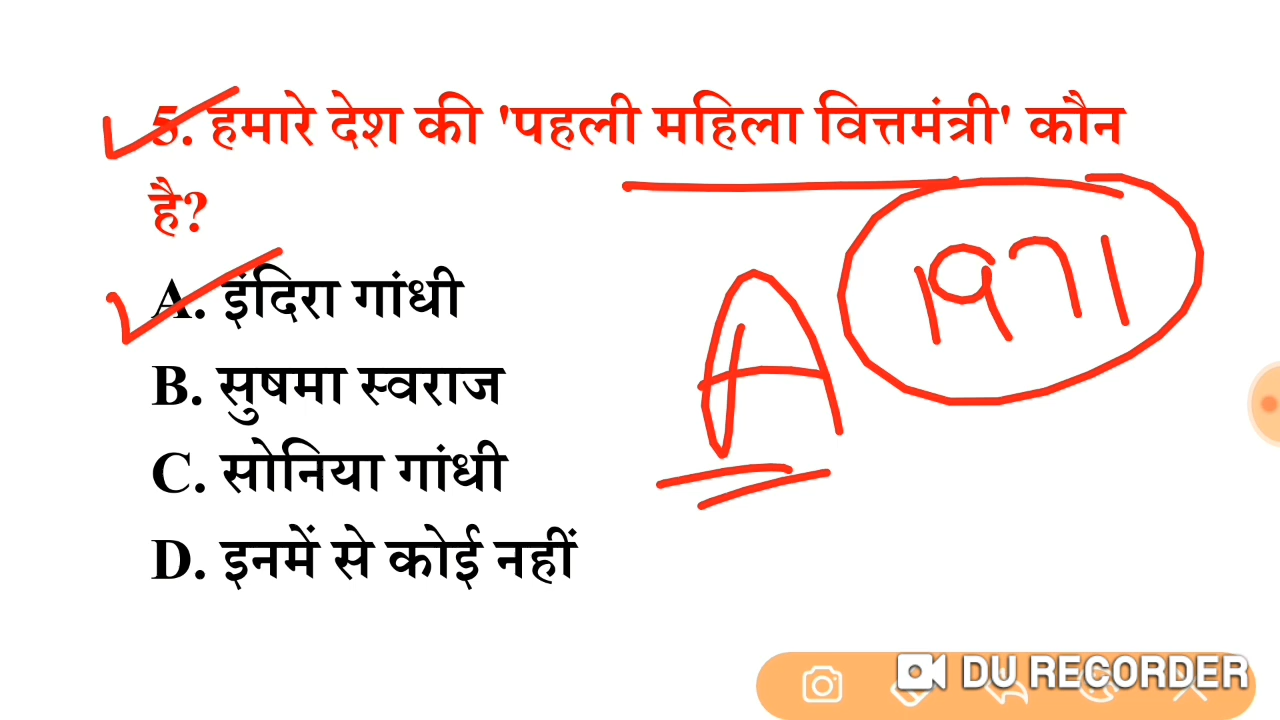 5. हमारे देश की 'पहली महिला वित्तमंत्री' कौन
है?
A. इंदिरा गांधी
B. सुषमा स्वराज
C. सोनिया गांधी
D. इनमें से कोई नहीं
A
1971
DU RECORDER